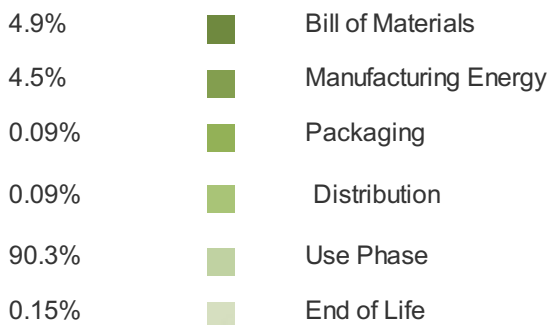 4.9% Bill of Materials
4.5% Manufacturing Energy
0.09% Packaging
0.09% Distribution
90.3% Use Phase
0.15% End of Life